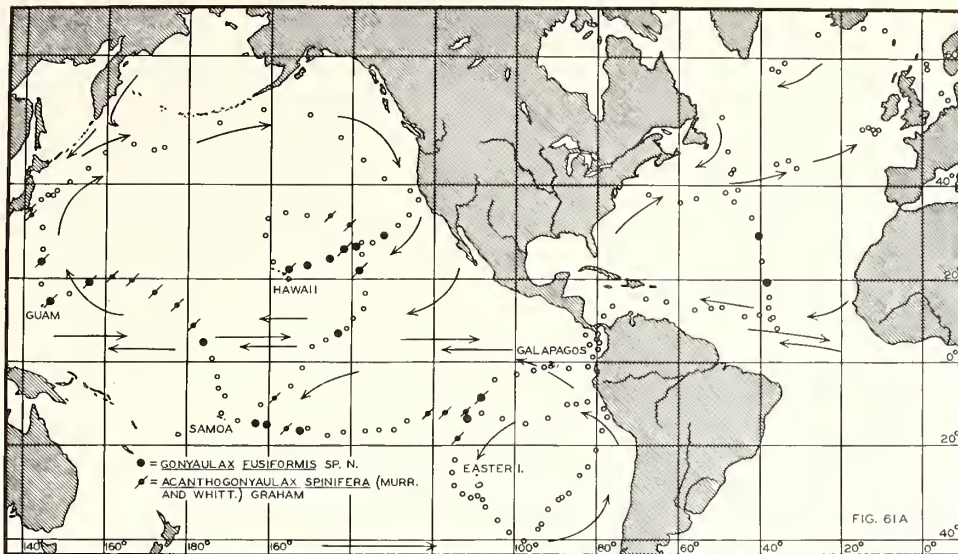 40°
20°
HAWAII
GUAM
GALAPAGOS
0°
SAMOA
20°
EASTER I.
● = GONYAULAX FUSIFORMIS SP. N.
= ACANTHOGONYAULAX SPINIFERA (MURR.
AND WHITT.) GRAHAM
FIG. 61A
140° 180° 160° 120° 100° 80° 60° 40° 20° 0 40°